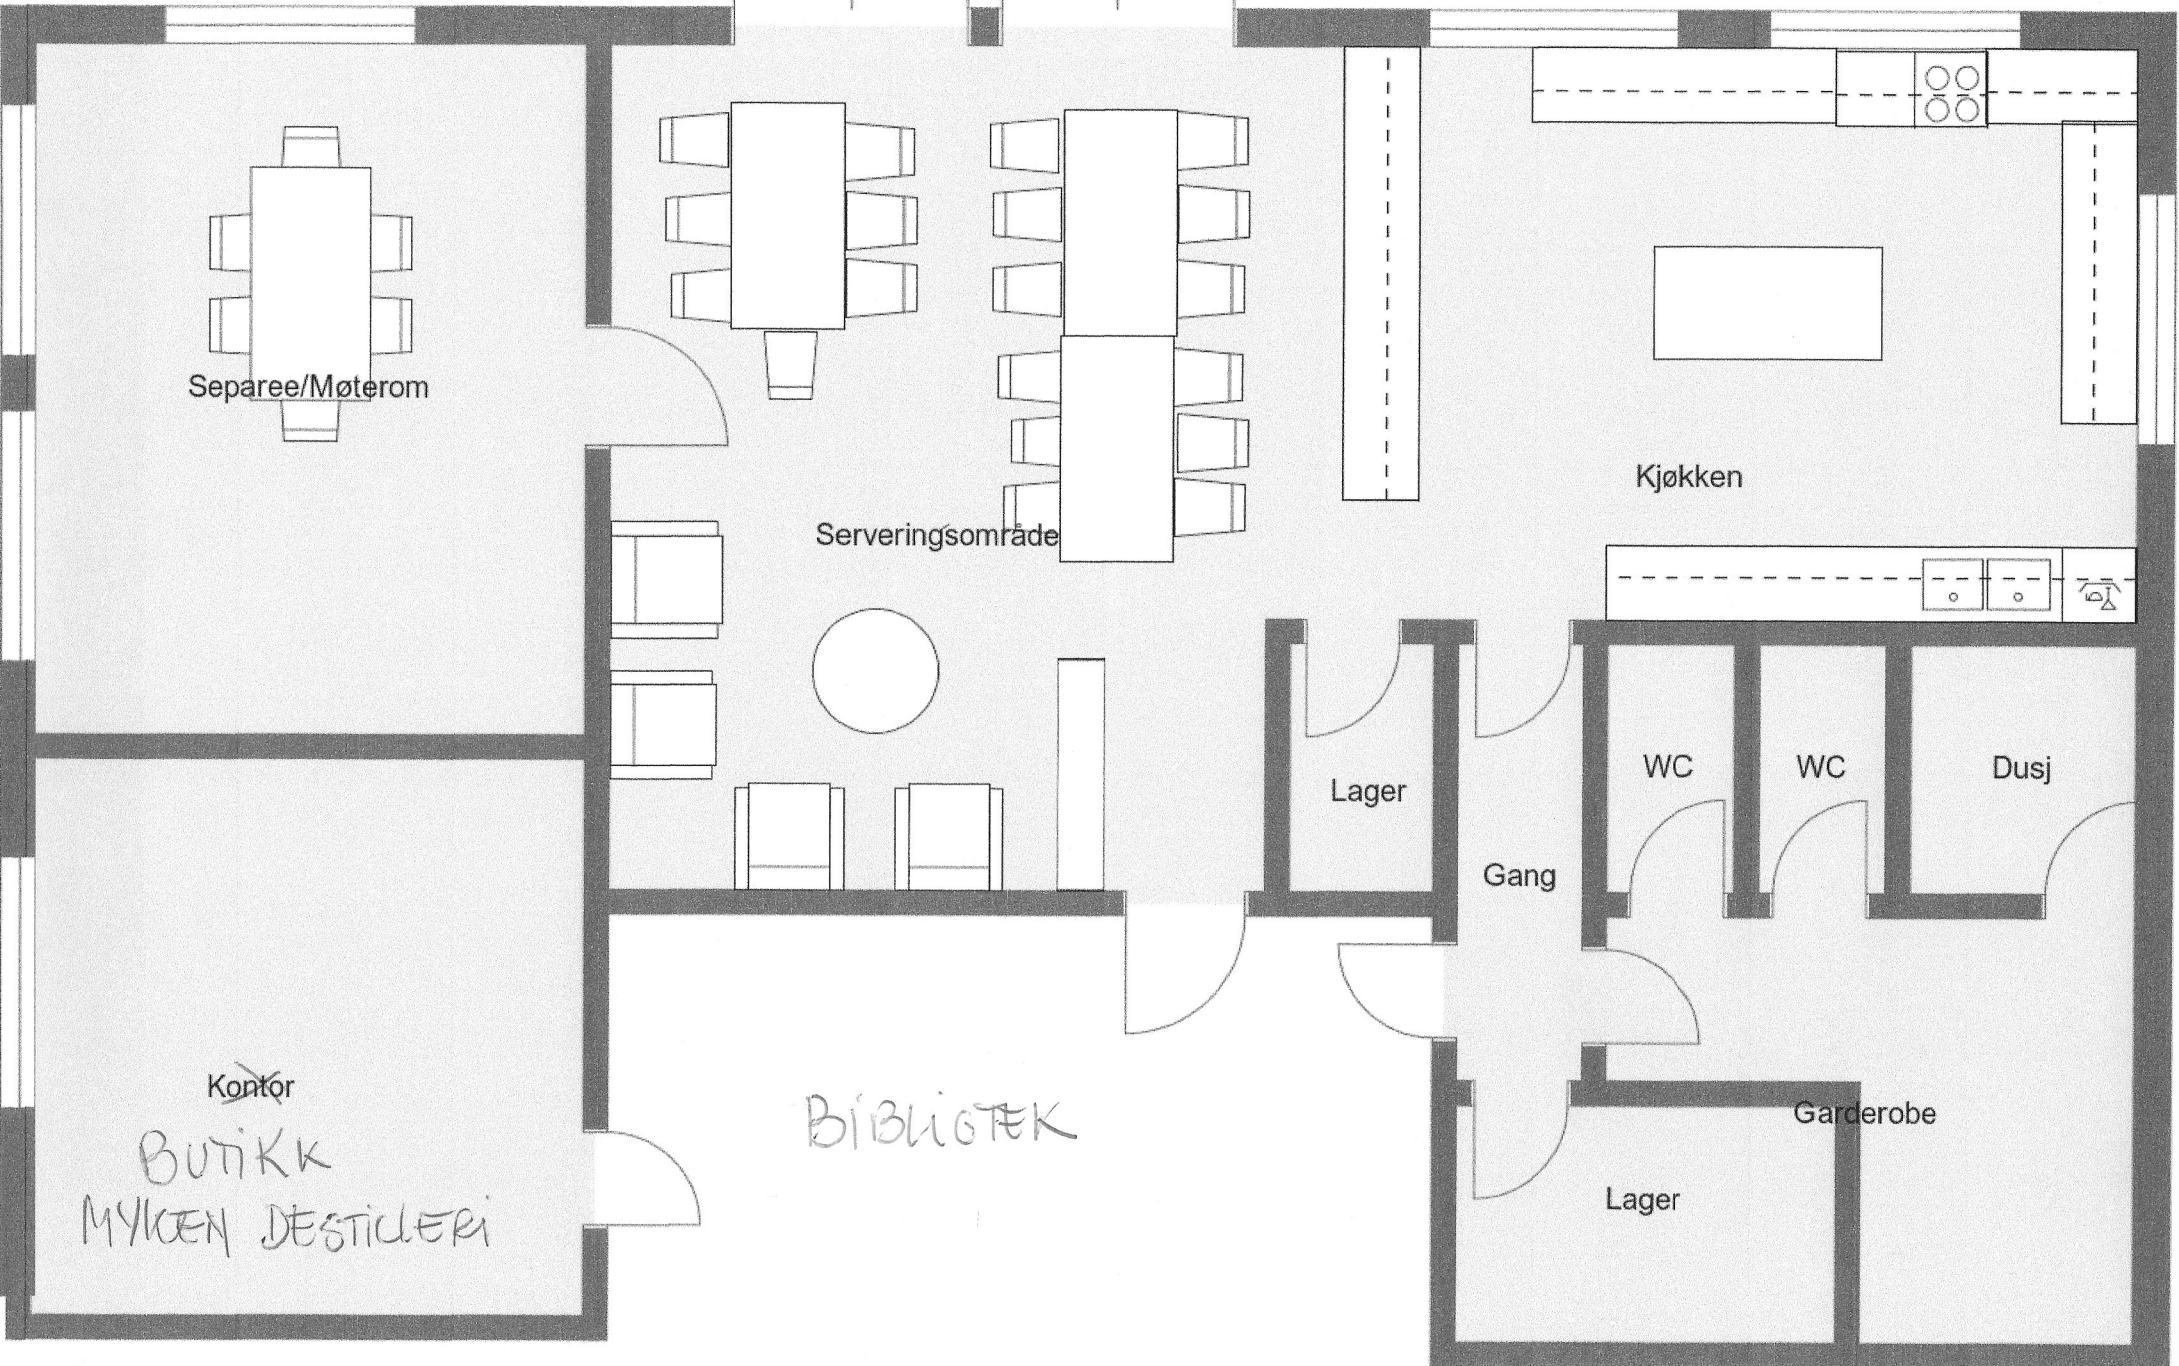 Separee/Møterom
Serveringsområde
Kjøkken
WC
WC
Dusj
Lager
Gang
Kontor
BUTIKK
MYKEN DESTILLERI
BIBLIOTEK
Garderobe
Lager